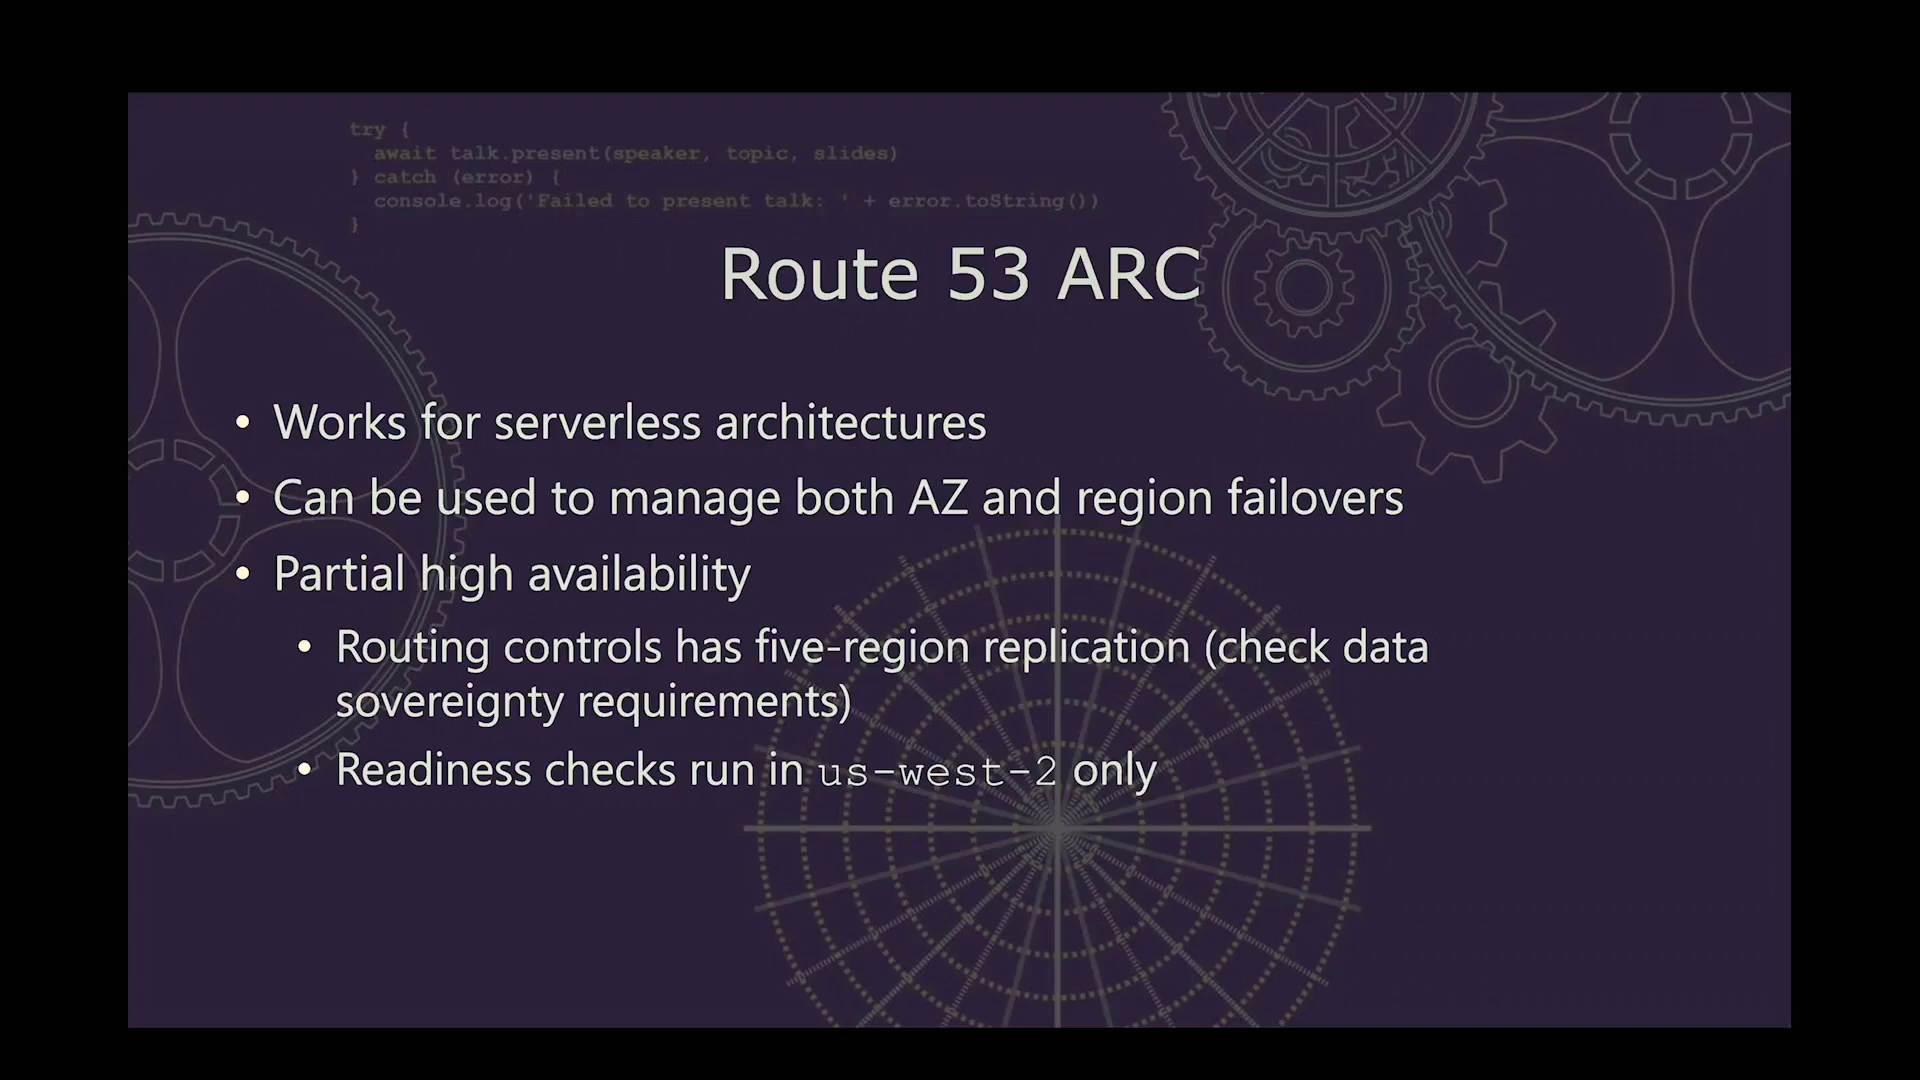 try {
  await talk.present(speaker, topic, slides)
} catch (error) {
  console.log('Failed to present talk: ' + error.toString())
}
Route 53 ARC
• Works for serverless architectures
• Can be used to manage both AZ and region failovers
• Partial high availability
• Routing controls has five-region replication (check data
sovereignty requirements)
• Readiness checks run in us-west-2 only